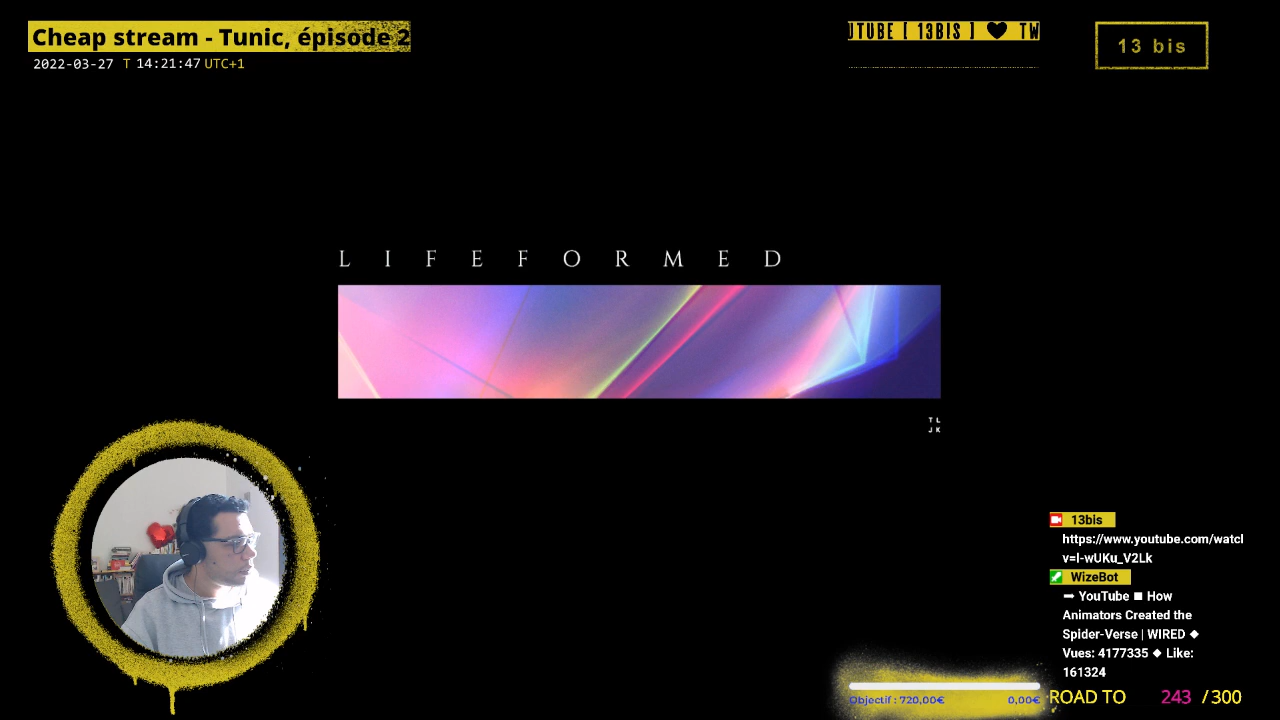 Cheap stream - Tunic, épisode 2
2022-03-27 T 14:21:47 UTC+1
UTUBE [ 13BIS ] ♥ TW
13 bis
L I F E F O R M E D
T L
J K
13bis
https://www.youtube.com/watcl
v=l-wUKu_V2Lk
WizeBot
➡ YouTube ■ How
Animators Created the
Spider-Verse | WIRED ◆
Vues: 4177335 ◆ Like:
161324
Objectif : 720,00€ 0,00€
ROAD TO 243 / 300